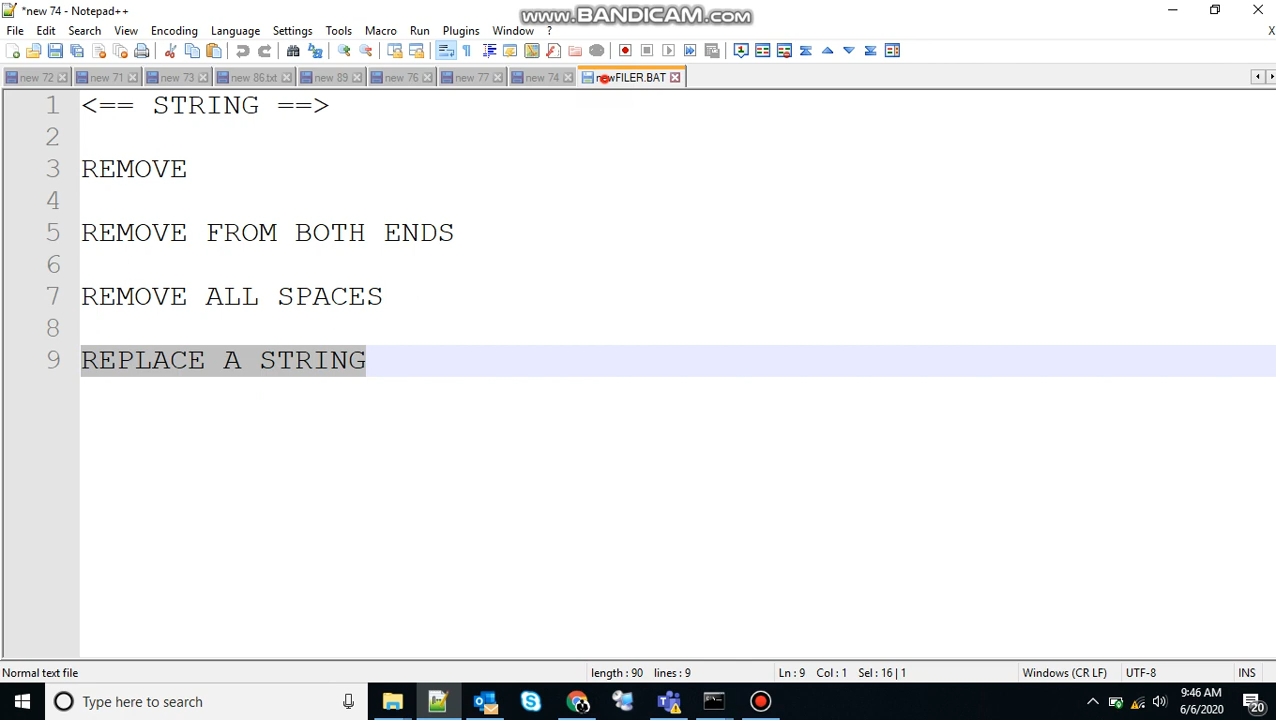 *new 74 - Notepad++
www.BANDICAM.com
File Edit Search View Encoding Language Settings Tools Macro Run Plugins Window ?
X
new 72 new 71 new 73 new 86.txt new 89 new 76 new 77 new 74 newFILER.BAT
1 <== STRING ==>
2
3 REMOVE
4
5 REMOVE FROM BOTH ENDS
6
7 REMOVE ALL SPACES
8
9 REPLACE A STRING
Normal text file length : 90 lines : 9 Ln : 9 Col : 1 Sel : 16 | 1 Windows (CR LF) UTF-8 INS
Type here to search
9:46 AM
6/6/2020
20